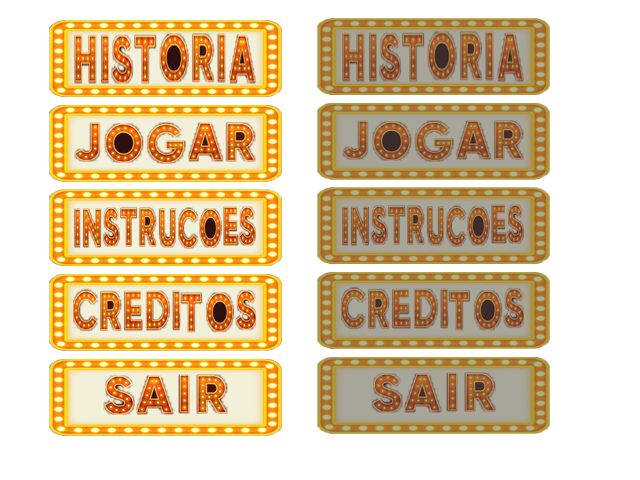 HISTORIA HISTORIA
JOGAR JOGAR
INSTRUCOES INSTRUCOES
CREDITOS CREDITOS
SAIR SAIR